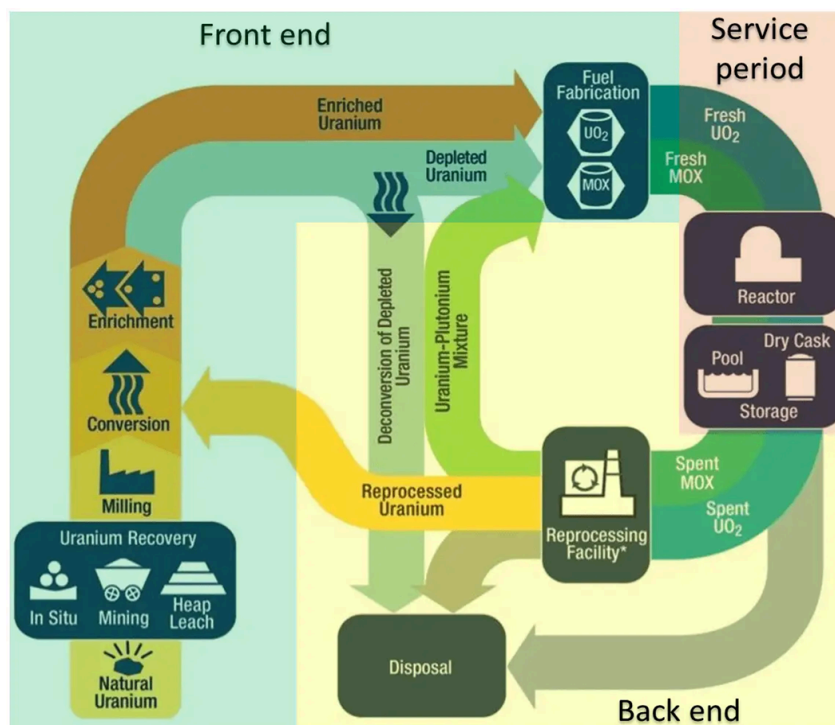 Front end
Service
period
Enriched
Uranium
Depleted
Uranium
Fuel
Fabrication
UO₂
MOX
Fresh
UO₂
Fresh
MOX
Reactor
Pool
Dry Cask
Storage
Enrichment
Conversion
Milling
Deconversion of Depleted
Uranium
Uranium-Plutonium
Mixture
Reprocessed
Uranium
Reprocessing
Facility*
Spent
MOX
Spent
UO₂
Uranium Recovery
In Situ
Mining
Heap
Leach
Natural
Uranium
Disposal
Back end